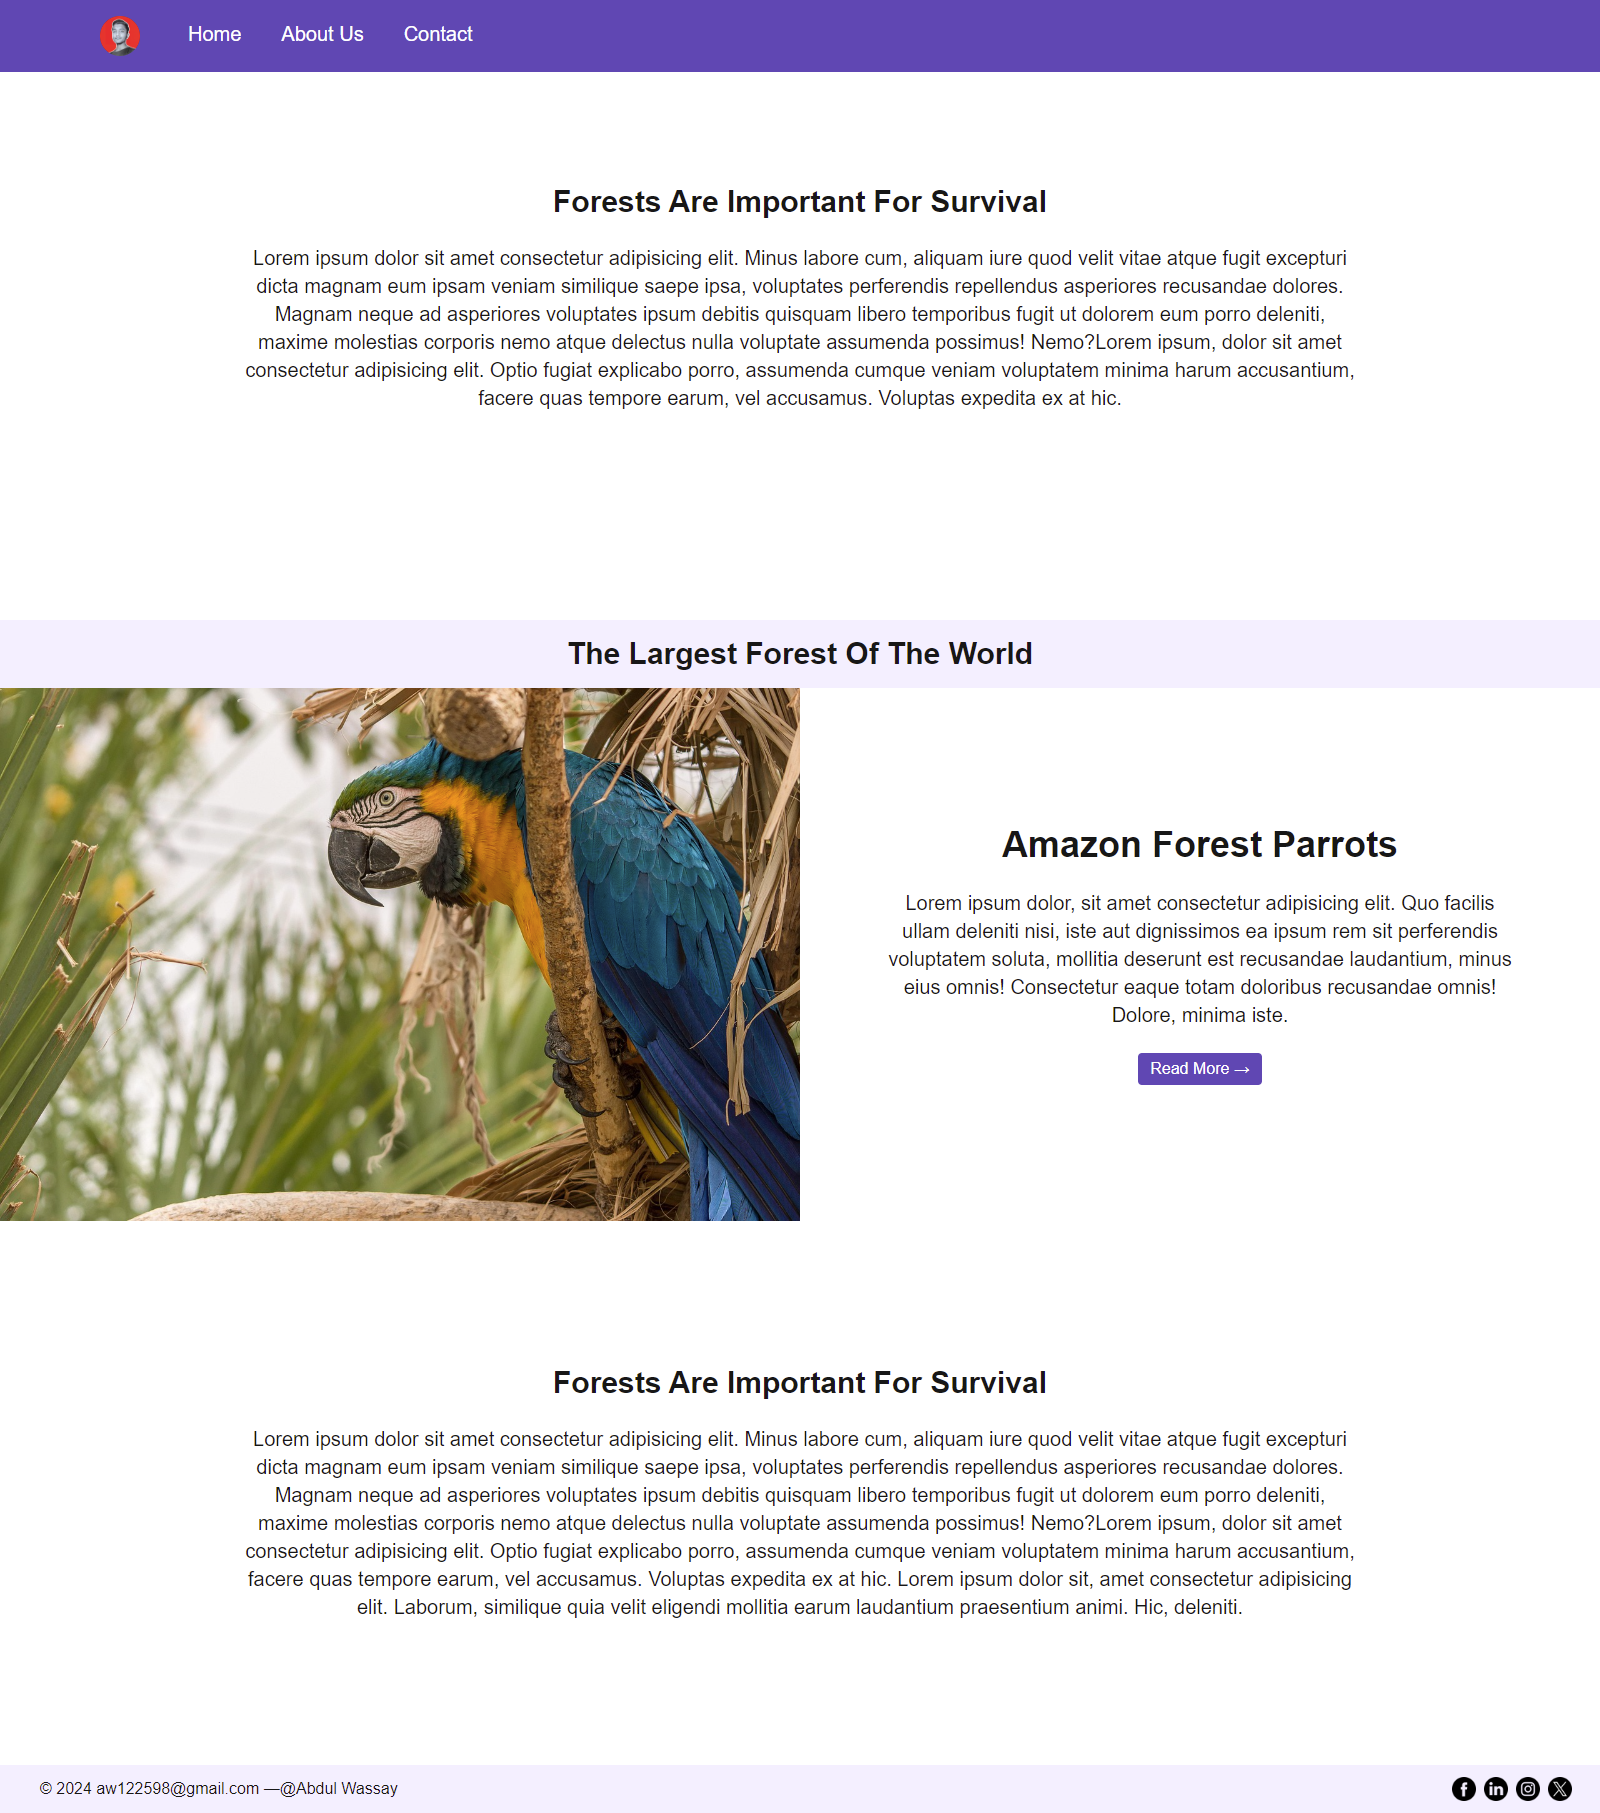 Home About Us Contact
Forests Are Important For Survival
Lorem ipsum dolor sit amet consectetur adipisicing elit. Minus labore cum, aliquam iure quod velit vitae atque fugit excepturi
dicta magnam eum ipsam veniam similique saepe ipsa, voluptates perferendis repellendus asperiores recusandae dolores.
Magnam neque ad asperiores voluptates ipsum debitis quisquam libero temporibus fugit ut dolorem eum porro deleniti,
maxime molestias corporis nemo atque delectus nulla voluptate assumenda possimus! Nemo?Lorem ipsum, dolor sit amet
consectetur adipisicing elit. Optio fugiat explicabo porro, assumenda cumque veniam voluptatem minima harum accusantium,
facere quas tempore earum, vel accusamus. Voluptas expedita ex at hic.
The Largest Forest Of The World
Amazon Forest Parrots
Lorem ipsum dolor, sit amet consectetur adipisicing elit. Quo facilis
ullam deleniti nisi, iste aut dignissimos ea ipsum rem sit perferendis
voluptatem soluta, mollitia deserunt est recusandae laudantium, minus
eius omnis! Consectetur eaque totam doloribus recusandae omnis!
Dolore, minima iste.
Read More →
Forests Are Important For Survival
Lorem ipsum dolor sit amet consectetur adipisicing elit. Minus labore cum, aliquam iure quod velit vitae atque fugit excepturi
dicta magnam eum ipsam veniam similique saepe ipsa, voluptates perferendis repellendus asperiores recusandae dolores.
Magnam neque ad asperiores voluptates ipsum debitis quisquam libero temporibus fugit ut dolorem eum porro deleniti,
maxime molestias corporis nemo atque delectus nulla voluptate assumenda possimus! Nemo?Lorem ipsum, dolor sit amet
consectetur adipisicing elit. Optio fugiat explicabo porro, assumenda cumque veniam voluptatem minima harum accusantium,
facere quas tempore earum, vel accusamus. Voluptas expedita ex at hic. Lorem ipsum dolor sit, amet consectetur adipisicing
elit. Laborum, similique quia velit eligendi mollitia earum laudantium praesentium animi. Hic, deleniti.
© 2024 aw122598@gmail.com —@Abdul Wassay